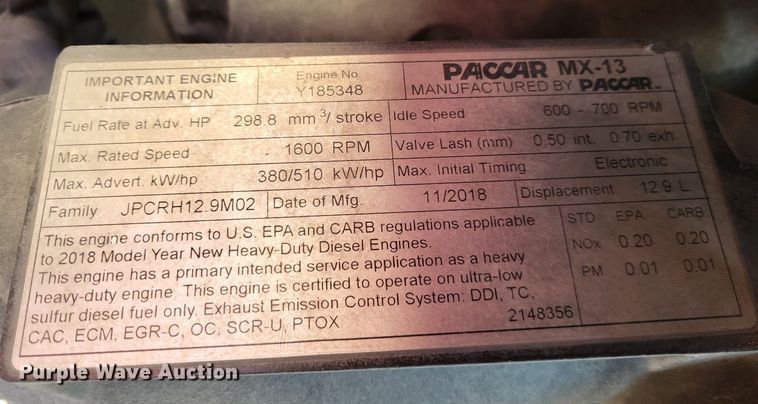 IMPORTANT ENGINE INFORMATION
Engine No. Y185348
PACCAR MX-13
MANUFACTURED BY PACCAR
Fuel Rate at Adv. HP 298.8 mm³/ stroke
Idle Speed 600 - 700 RPM
Max. Rated Speed 1600 RPM
Valve Lash (mm) 0.50 int. 0.70 exh.
Max. Advert. kW/hp 380/510 kW/hp
Max. Initial Timing Electronic
Family JPCRH12.9M02
Date of Mfg. 11/2018
Displacement 12.9 L
This engine conforms to U.S. EPA and CARB regulations applicable
to 2018 Model Year New Heavy-Duty Diesel Engines.
This engine has a primary intended service application as a heavy
heavy-duty engine. This engine is certified to operate on ultra-low
sulfur diesel fuel only. Exhaust Emission Control System: DDI, TC,
CAC, ECM, EGR-C, OC, SCR-U, PTOX
2148356
STD EPA CARB
NOx 0.20 0.20
PM 0.01 0.01
Purple Wave Auction